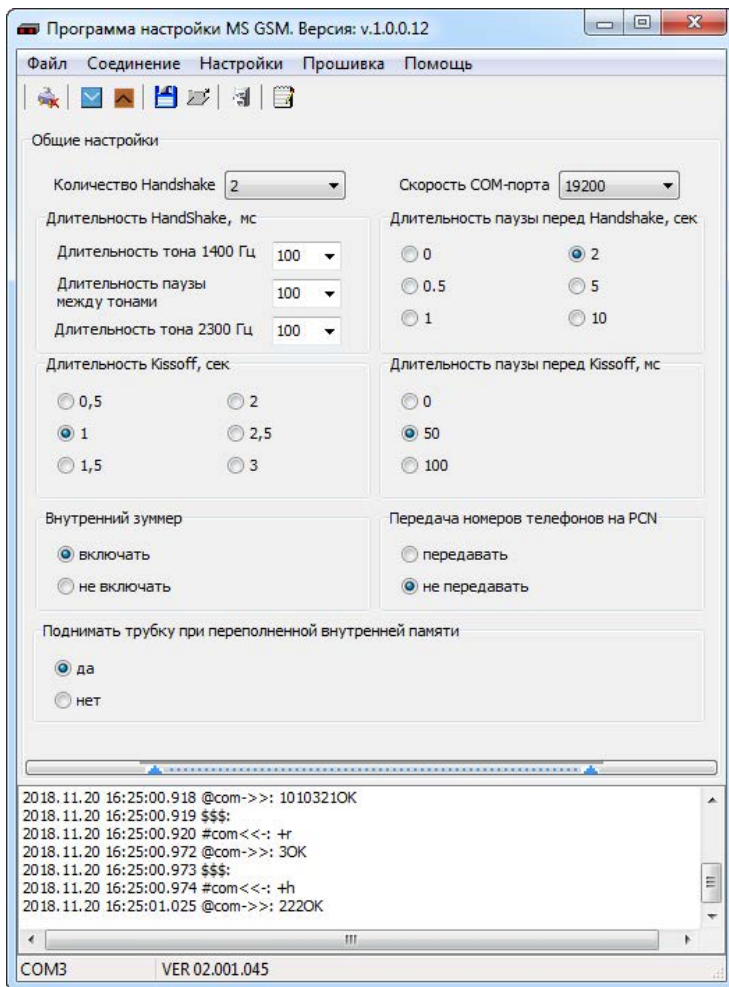 Программа настройки MS GSM. Версия: v.1.0.0.12
Файл Соединение Настройки Прошивка Помощь
Общие настройки
Количество Handshake 2 Скорость COM-порта 19200
Длительность HandShake, мс Длительность паузы перед Handshake, сек
Длительность тона 1400 Гц 100 0 2
Длительность паузы между тонами 100 0.5 5
Длительность тона 2300 Гц 100 1 10
Длительность Kissoff, сек Длительность паузы перед Kissoff, мс
0,5 2 0
1 2,5 50
1,5 3 100
Внутренний зуммер Передача номеров телефонов на PCN
включать передавать
не включать не передавать
Поднимать трубку при переполненной внутренней памяти
да
нет
2018.11.20 16:25:00.918 @com->>: 1010321OK
2018.11.20 16:25:00.919 $$$:
2018.11.20 16:25:00.920 #com<<-: +r
2018.11.20 16:25:00.972 @com->>: 3OK
2018.11.20 16:25:00.973 $$$:
2018.11.20 16:25:00.974 #com<<-: +h
2018.11.20 16:25:01.025 @com->>: 222OK
COM3 VER 02.001.045